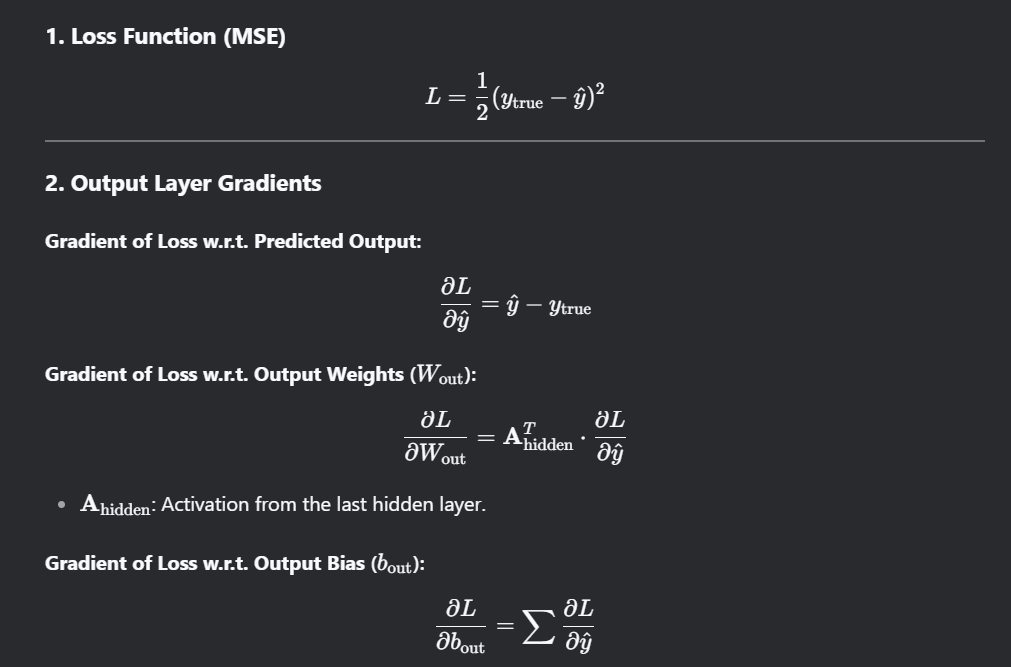 1. Loss Function (MSE)
L = \frac{1}{2}(y_{\text{true}} - \hat{y})^2
2. Output Layer Gradients
Gradient of Loss w.r.t. Predicted Output:
\frac{\partial L}{\partial \hat{y}} = \hat{y} - y_{\text{true}}
Gradient of Loss w.r.t. Output Weights (W_{\text{out}}):
\frac{\partial L}{\partial W_{\text{out}}} = \mathbf{A}_{\text{hidden}}^T \cdot \frac{\partial L}{\partial \hat{y}}
• \mathbf{A}_{\text{hidden}}: Activation from the last hidden layer.
Gradient of Loss w.r.t. Output Bias (b_{\text{out}}):
\frac{\partial L}{\partial b_{\text{out}}} = \sum \frac{\partial L}{\partial \hat{y}}